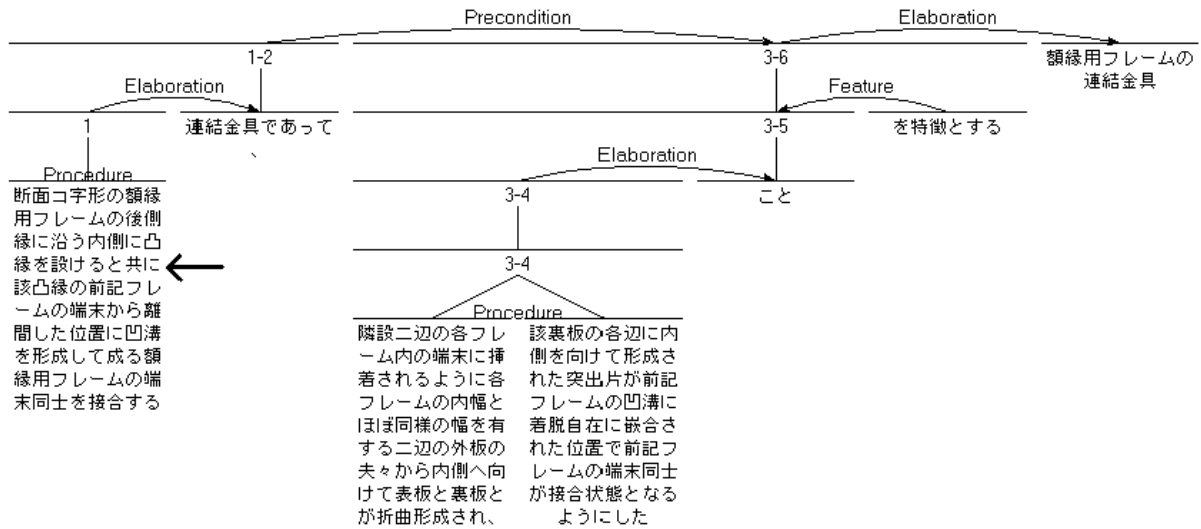 Precondition
Elaboration
1-2
3-6
額縁用フレームの
連結金具
Elaboration
Feature
1
連結金具であって
、
3-5
を特徴とする
Procedure
Elaboration
断面コ字形の額縁
用フレームの後側
縁に沿う内側に凸
縁を設けると共に
該凸縁の前記フレ
ームの端末から離
間した位置に凹溝
を形成して成る額
縁用フレームの端
末同士を接合する
3-4
こと
3-4
Procedure
隣設二辺の各フレ
ーム内の端末に挿
着されるように各
フレームの内幅と
ほぼ同様の幅を有
する二辺の外板の
夫々から内側へ向
けて表板と裏板と
が折曲形成され、
該裏板の各辺に内
側を向けて形成さ
れた突出片が前記
フレームの凹溝に
着脱自在に嵌合さ
れた位置で前記フ
レームの端末同士
が接合状態となる
ようにした